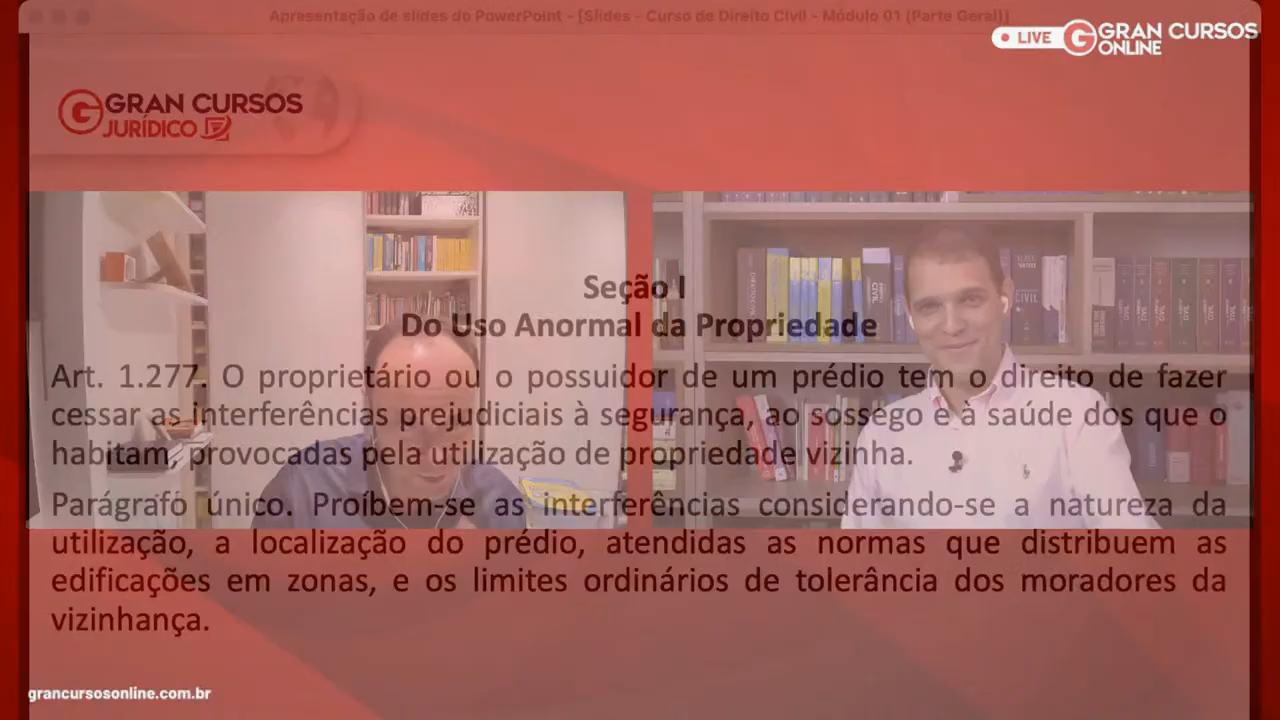 Apresentação de slides do PowerPoint - [Slides - Curso de Direito Civil - Módulo 01 (Parte Geral)]
LIVE
GRAN CURSOS
ONLINE
GRAN CURSOS
JURÍDICO
CIVIL
Seção I
Do Uso Anormal da Propriedade
Art. 1.277. O proprietário ou o possuidor de um prédio tem o direito de fazer
cessar as interferências prejudiciais à segurança, ao sossego e à saúde dos que o
habitam, provocadas pela utilização de propriedade vizinha.
Parágrafo único. Proíbem-se as interferências considerando-se a natureza da
utilização, a localização do prédio, atendidas as normas que distribuem as
edificações em zonas, e os limites ordinários de tolerância dos moradores da
vizinhança.
grancursosonline.com.br